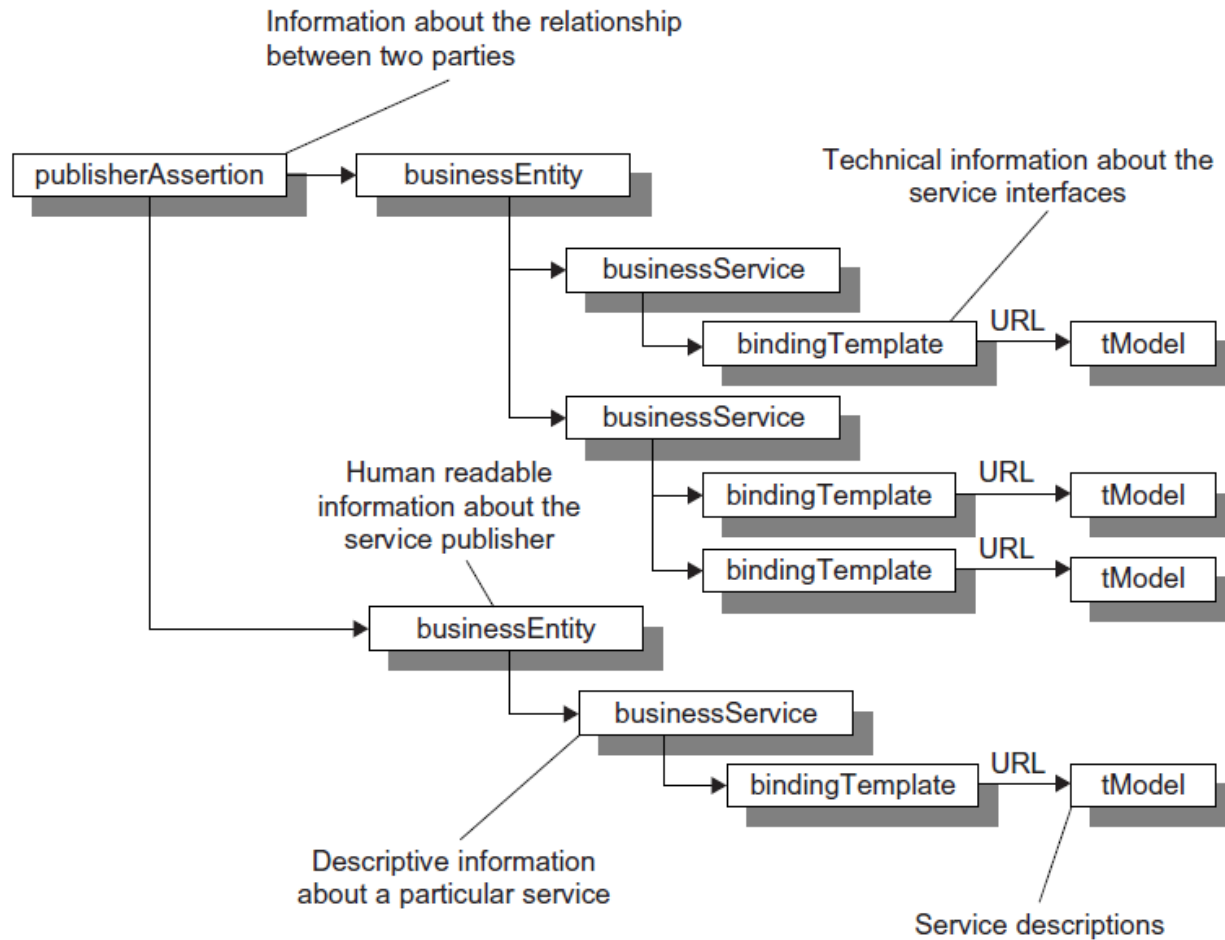 Information about the relationship
between two parties
publisherAssertion
businessEntity
Technical information about the
service interfaces
businessService
bindingTemplate
URL
tModel
businessService
Human readable
information about the
service publisher
bindingTemplate
URL
tModel
bindingTemplate
URL
tModel
businessEntity
businessService
bindingTemplate
URL
tModel
Descriptive information
about a particular service
Service descriptions